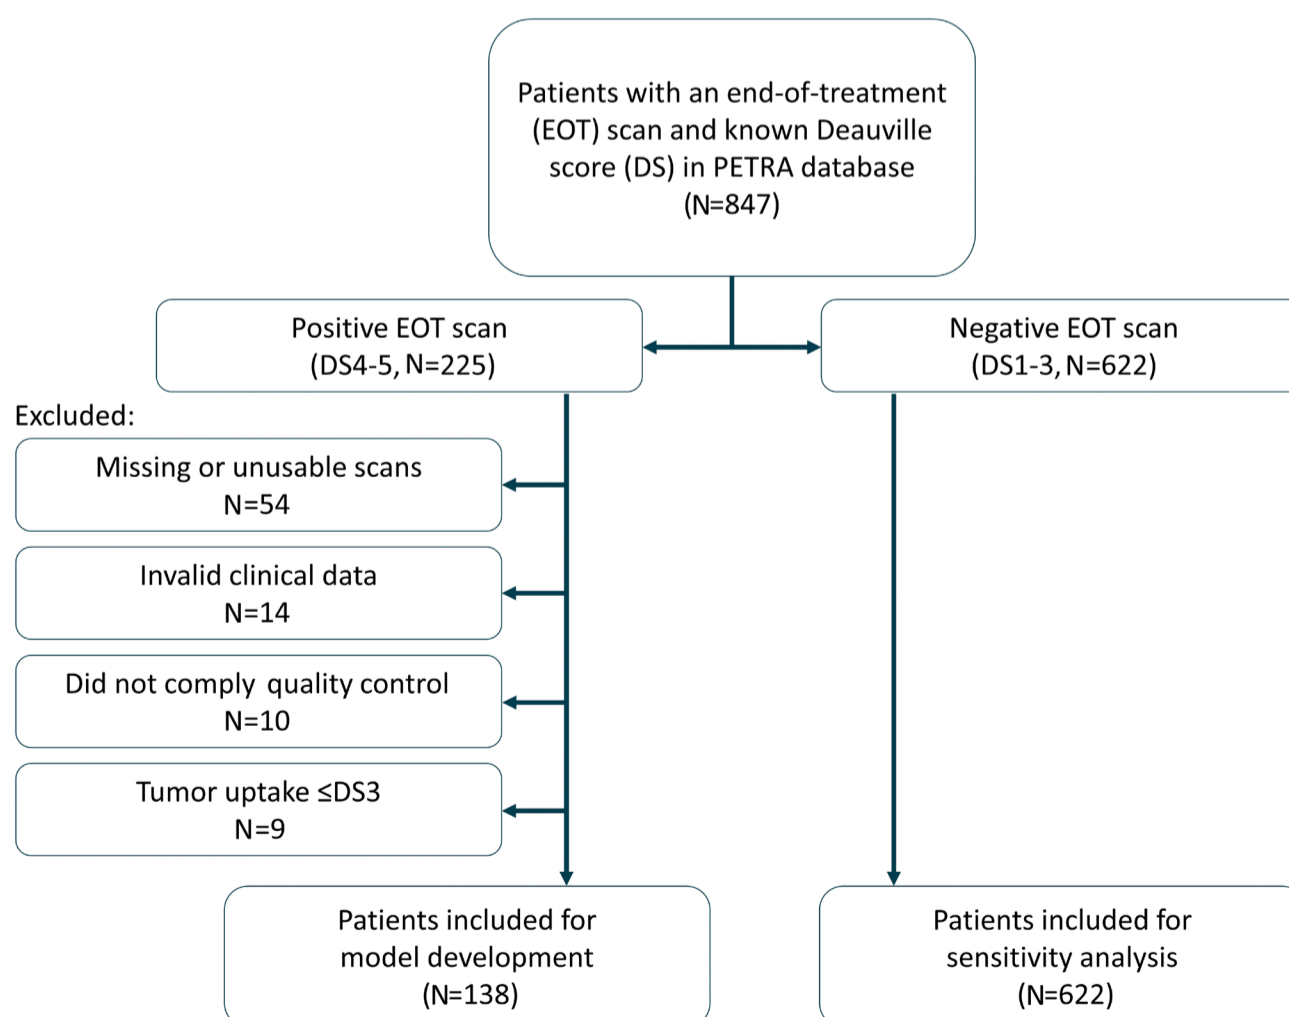 Patients with an end-of-treatment
(EOT) scan and known Deauville
score (DS) in PETRA database
(N=847)
Positive EOT scan
(DS4-5, N=225)
Negative EOT scan
(DS1-3, N=622)
Excluded:
Missing or unusable scans
N=54
Invalid clinical data
N=14
Did not comply quality control
N=10
Tumor uptake ≤DS3
N=9
Patients included for
model development
(N=138)
Patients included for
sensitivity analysis
(N=622)